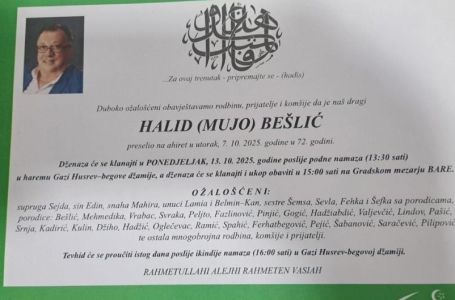 ...Za ovaj trenutak - pripremajte se - (hadis)
Duboko ožalošćeni obavještavamo rodbinu, prijatelje i komšije da je naš dragi
HALID (MUJO) BEŠLIĆ
preselio na ahiret u utorak, 7. 10. 2025. godine u 72. godini.
Dženaza će se klanjati u PONEDJELJAK, 13. 10. 2025. godine poslije podne namaza (13:30 sati)
u haremu Gazi Husrev-begove džamije, a dženaza će se klanjati i ukop obaviti u 15:00 sati na Gradskom mezarju BARE.
OŽALOŠĆENI:
supruga Sejda, sin Edin, snaha Mahira, unuci Lamia i Belmin-Kan, sestre Šemsa, Sevla, Fehka i Šefka sa porodicama,
porodice: Bešlić, Mehmedika, Vrabac, Svraka, Peljto, Fazlinović, Pinjić, Gogić, Hadžiabdić, Valjevčić, Lindov, Pašić,
Srnja, Kadirić, Kulin, Džiho, Hadžić, Oglečevac, Ramić, Spahić, Ferhatbegović, Pejić, Šabanović, Saračević, Pilipović
te ostala mnogobrojna rodbina, komšije i prijatelji.
Tevhid će se proučiti istog dana poslije ikindije namaza (16:00 sati) u Gazi Husrev-begovoj džamiji.
RAHMETULLAHI ALEJHI RAHMETEN VASIAH